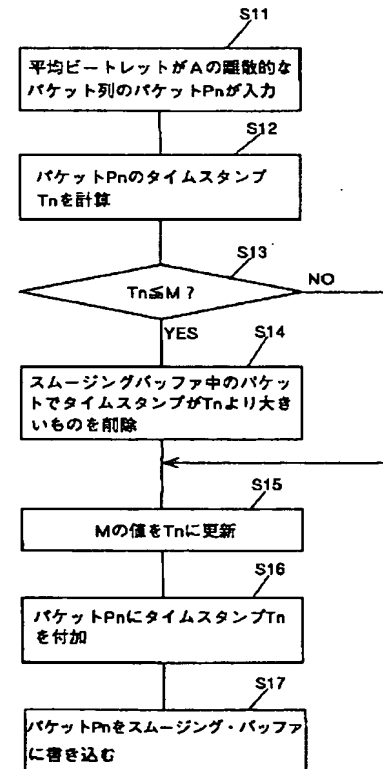 S11
平均ビートレットがAの離散的な
パケット列のパケットPnが入力
S12
パケットPnのタイムスタンプ
Tnを計算
S13
Tn≦M ?
NO
YES
S14
スムージングバッファ中のパケッ
トでタイムスタンプがTnより大き
いものを削除
S15
Mの値をTnに更新
S16
パケットPnにタイムスタンプTn
を付加
S17
パケットPnをスムージング・バッファ
に書き込む